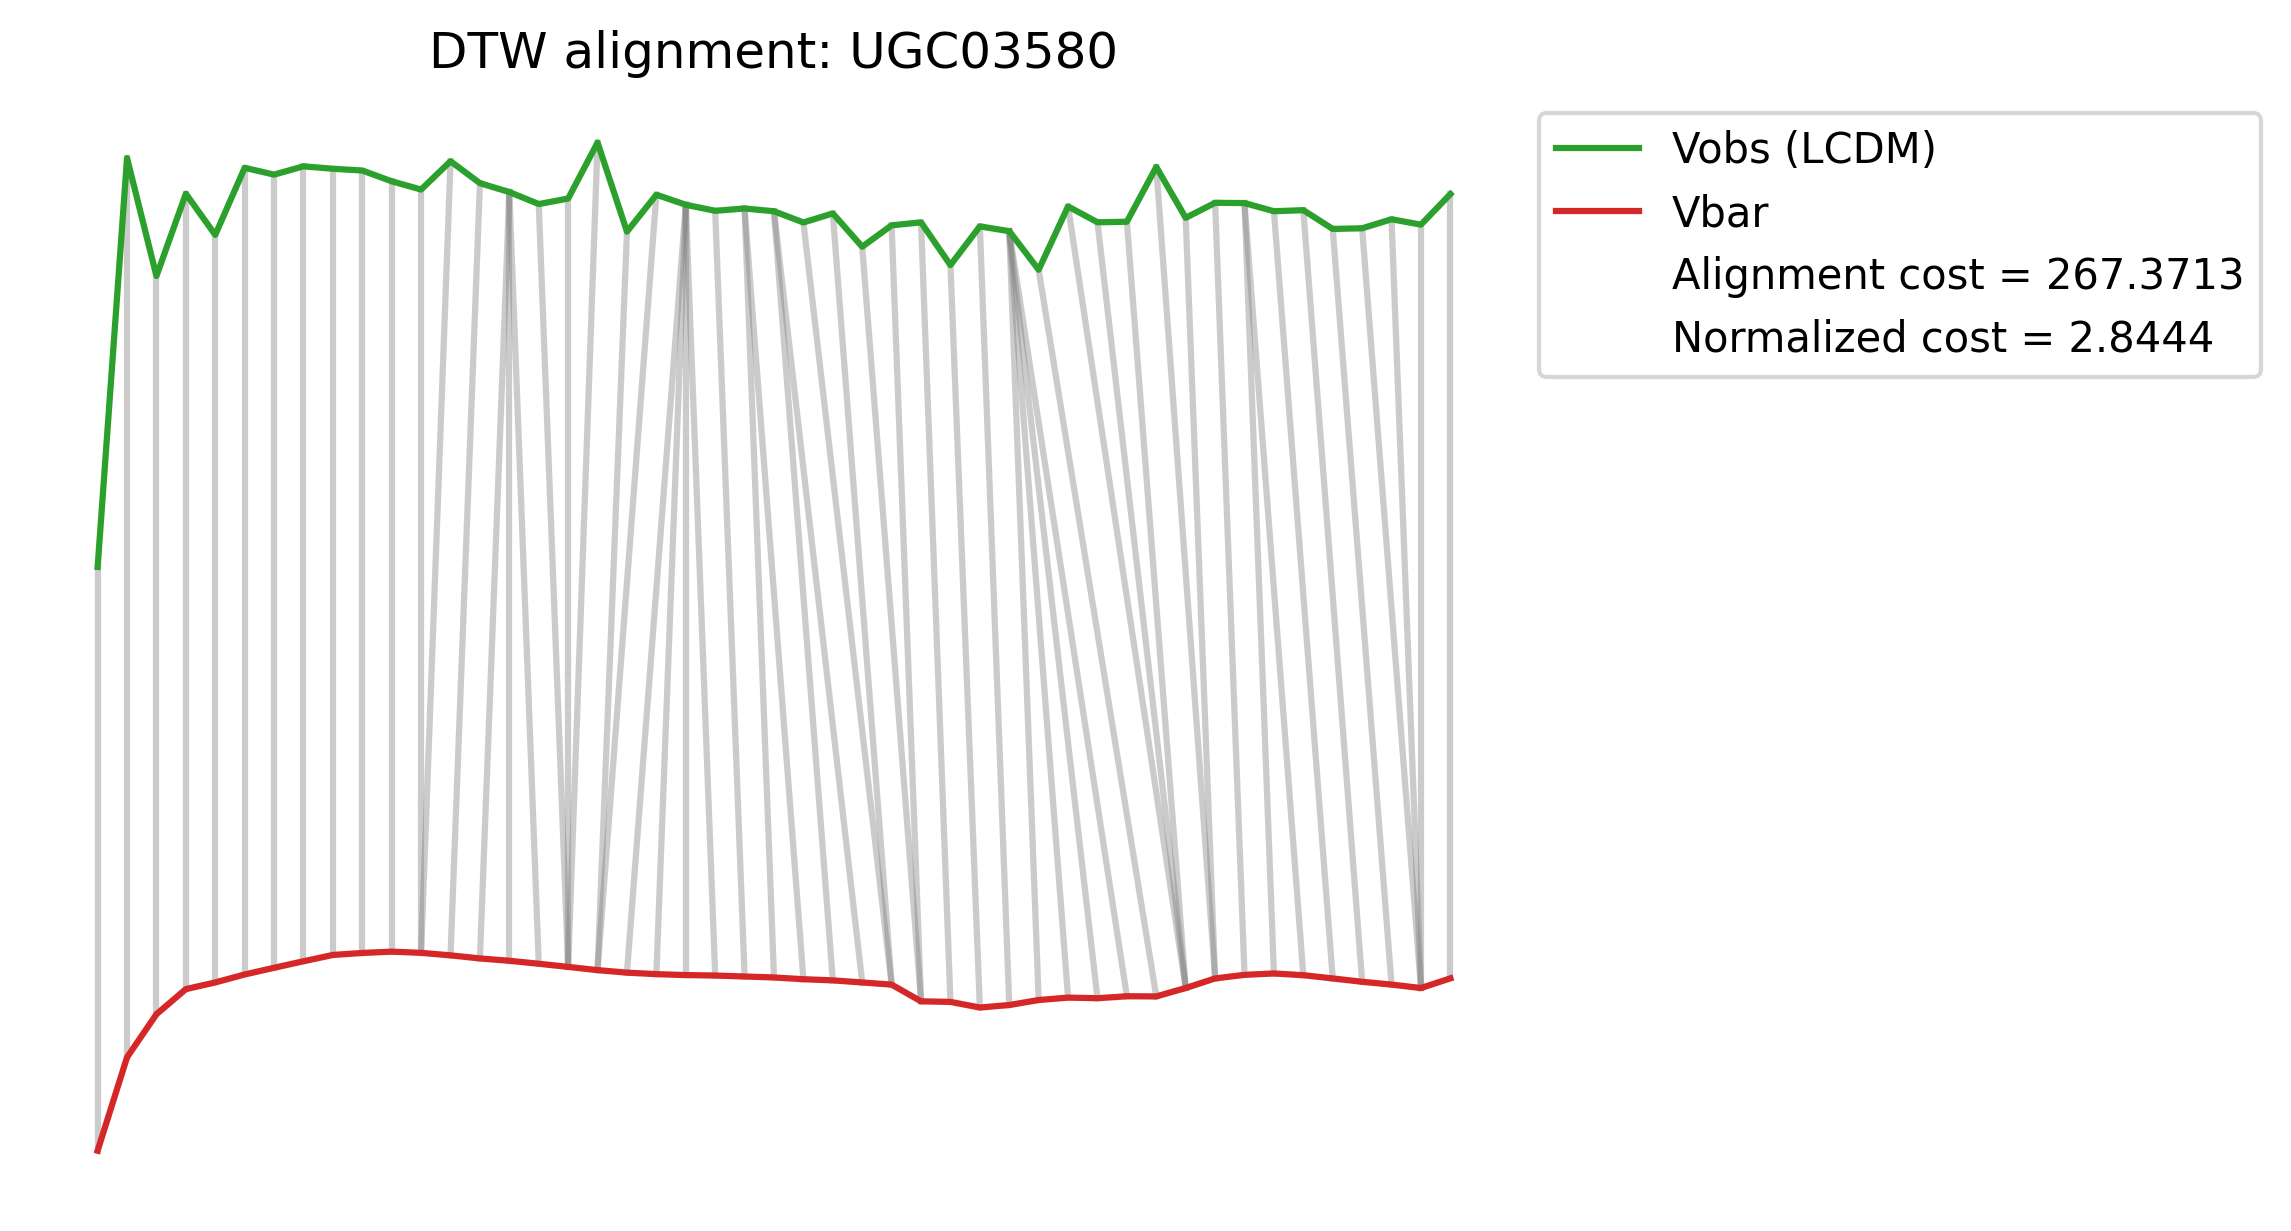 DTW alignment: UGC03580
Vobs (LCDM)
Vbar
Alignment cost = 267.3713
Normalized cost = 2.8444